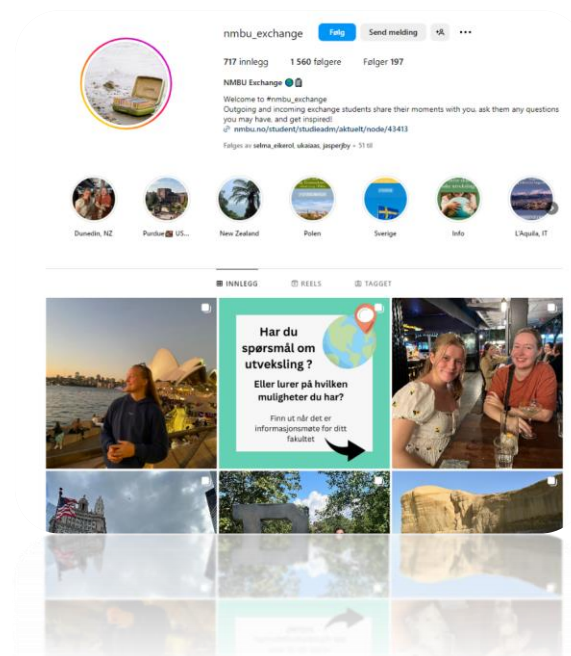 nmbu_exchange Følg Send melding
717 innlegg 1 560 følgere Følger 197
NMBU Exchange
Welcome to #nmbu_exchange
Outgoing and incoming exchange students share their moments with you, ask them any questions
you may have, and get inspired!
nmbu.no/student/studieadm/aktuelt/node/43413
Følges av selma_eikerol, ukaiaas, jasperjby + 51 til
Dunedin, NZ Purdue US... New Zealand Polen Sverige Info L'Aquila, IT
INNLEGG REELS TAGGET
Har du
spørsmål om
utveksling ?
Eller lurer på hvilken
muligheter du har?
Finn ut når det er
informasjonsmøte for ditt
fakultet